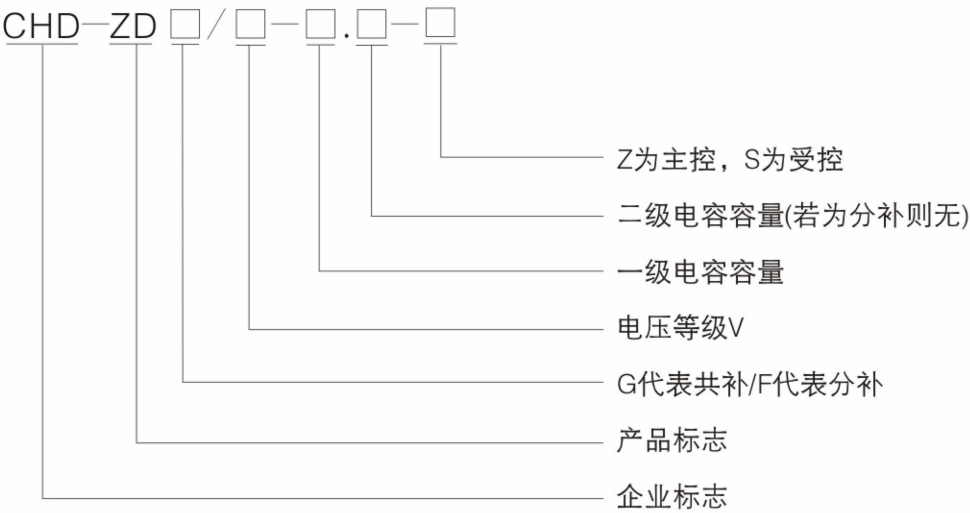 CHD—ZD□/□—□.□—□
Z为主控，S为受控
二级电容容量(若为分补则无)
一级电容容量
电压等级V
G代表共补/F代表分补
产品标志
企业标志